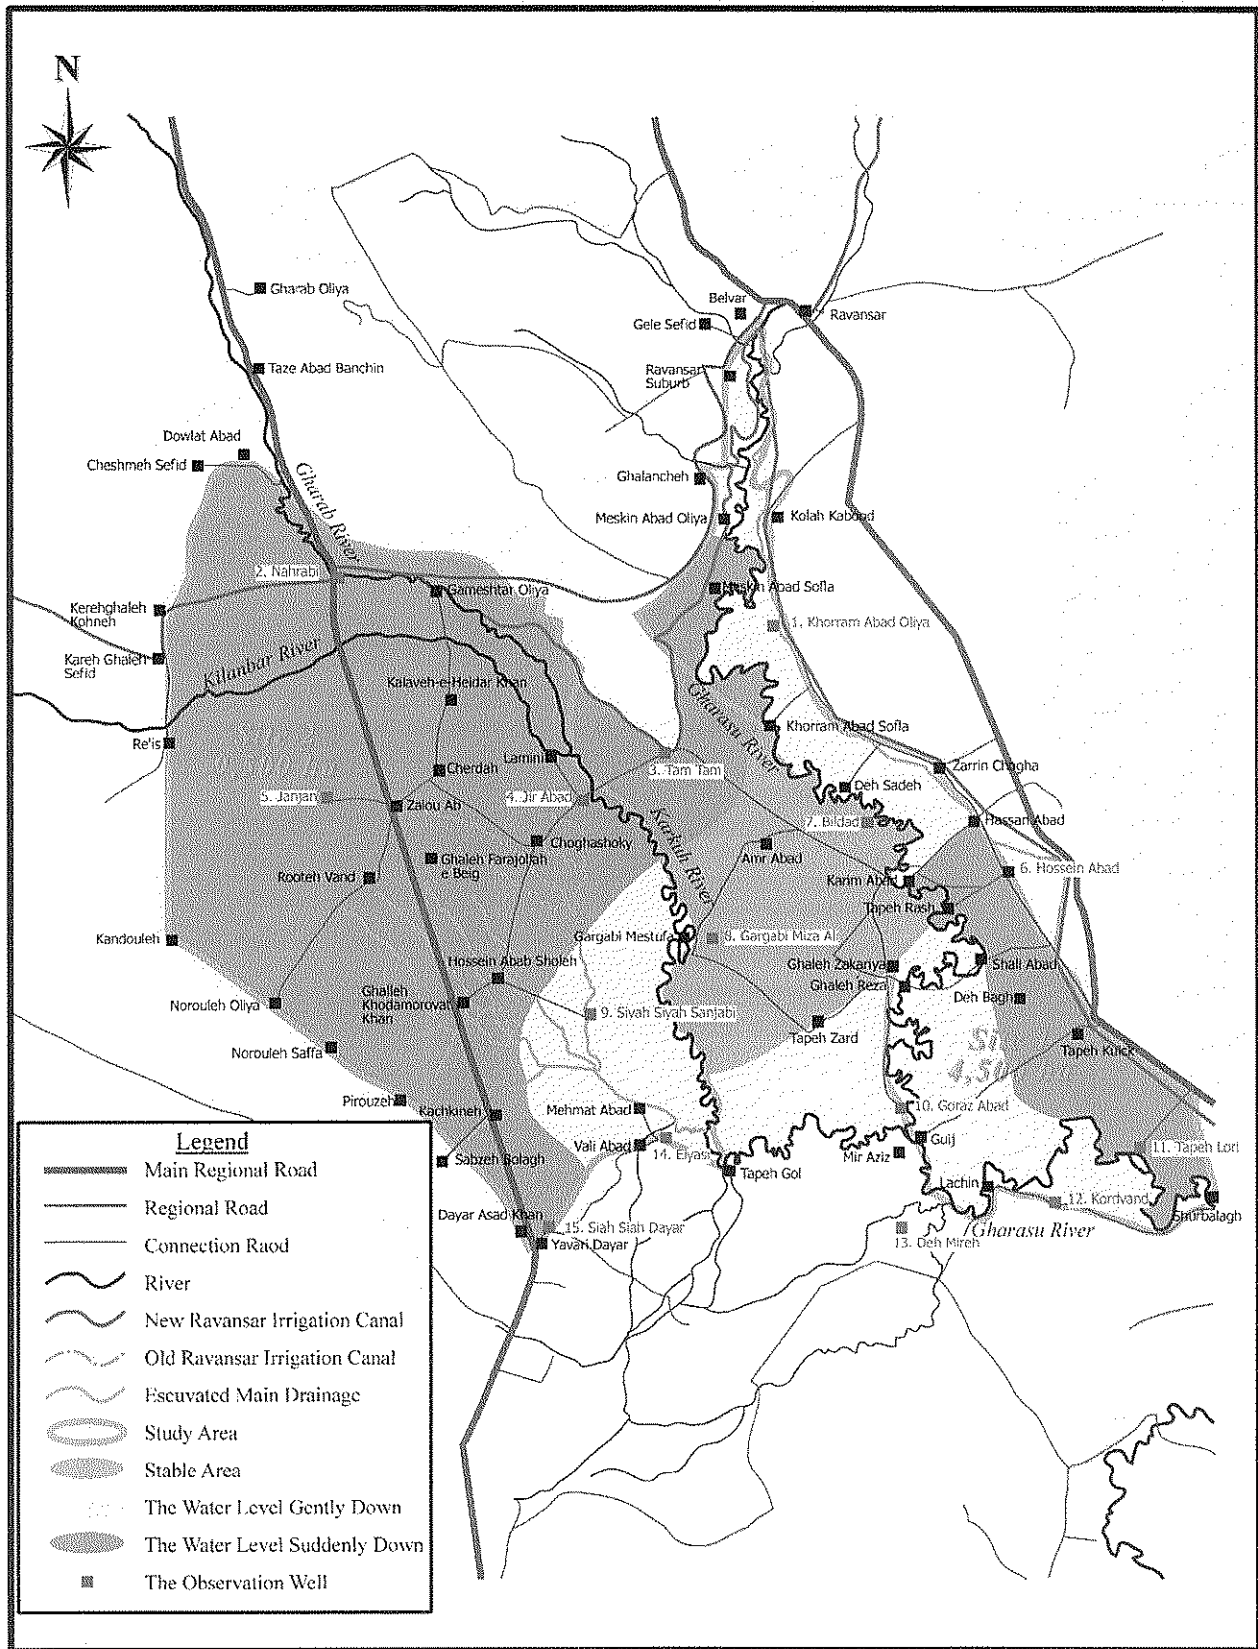 N
Gharab Oliya
Belvar
Ravansar
Gele Sefid
Taze Abad Banchin
Ravansar
Suburb
Dowlat Abad
Cheshmeh Sefid
Gharab River
Ghalancheh
Meskin Abad Oliya
Kolah Kabood
2. Nahrabi
Gameshtar Oliya
Meskin Abad Sofla
Kerehghaleh
Kohneh
1. Khorram Abad Oliya
Kareh Ghaleh
Sefid
Kilanbar River
Kalaveh-e-Heidar Khan
Gharasu River
Khorram Abad Sofla
Re'is
Lamini
3. Tam Tam
Zarrin Chogha
Cherdah
Deh Sadeh
5. Janjan
4. Jir Abad
Zalou Ab
7. Bildad
Hassan Abad
Choghashoky
Karkuh River
Amr Abad
Ghaleh Farajollah
e Beig
6. Hossein Abad
Rooteh Vand
Karim Abad
Tapeh Rash
Kandouleh
Gargabi Mestufa
8. Gargabi Miza Al
Hossein Abab Sholeh
Ghaleh Zakariya
Shali Abad
Ghaleh Reza
Norouleh Oliya
Ghalleh
Khodamorovat
Khan
Deh Bagh
9. Siyah Siyah Sanjabi
Tapeh Zard
Tapeh Kuick
Norouleh Saffa
4.50
Pirouzeh
Kachkineh
Mehmat Abad
10. Goraz Abad
Vali Abad
14. Elyasi
Guij
11. Tapeh Lori
Sabzeh Bolagh
Tapeh Gol
Mir Aziz
Lachin
12. Kordvand
Shurbalagh
Dayar Asad Khan
15. Siah Siah Dayar
Yavari Dayar
13. Deh Mireh
Gharasu River
Legend
Main Regional Road
Regional Road
Connection Raod
River
New Ravansar Irrigation Canal
Old Ravansar Irrigation Canal
Escuvated Main Drainage
Study Area
Stable Area
The Water Level Gently Down
The Water Level Suddenly Down
The Observation Well